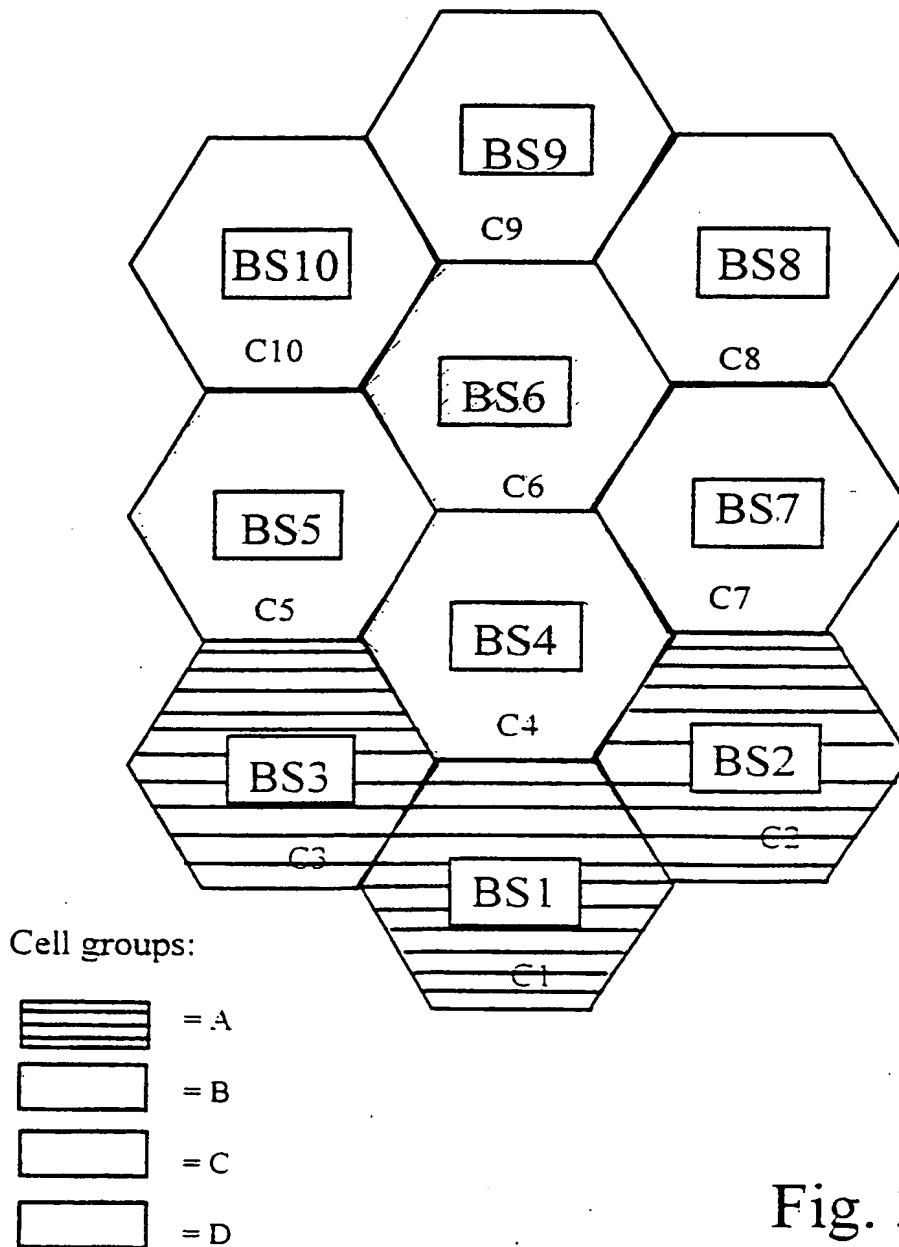 BS9
C9
BS10
BS8
C10
C8
BS6
C6
BS5
BS7
C5
C7
BS4
C4
BS3
BS2
C3
C2
BS1
C1
Cell groups:
= A
= B
= C
= D
Fig.